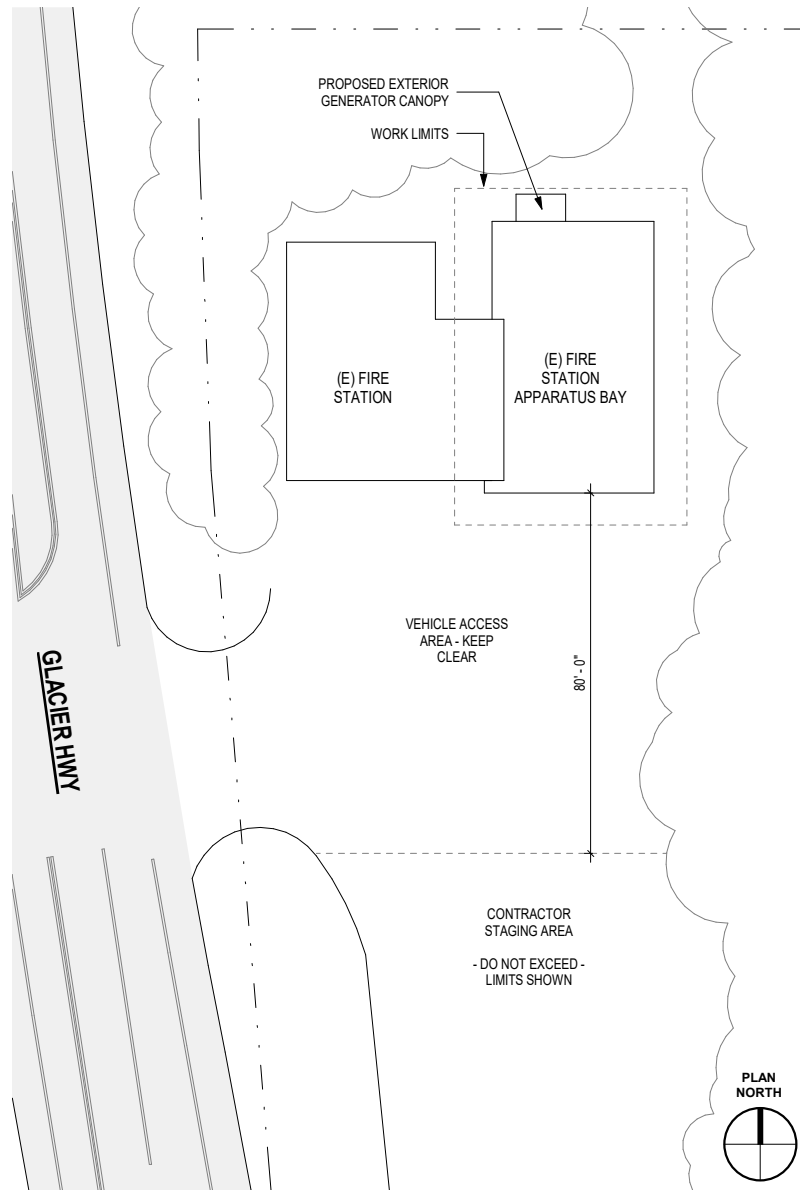 PROPOSED EXTERIOR
GENERATOR CANOPY
WORK LIMITS
(E) FIRE
STATION
(E) FIRE
STATION
APPARATUS BAY
VEHICLE ACCESS
AREA - KEEP
CLEAR
80' - 0"
GLACIER HWY
CONTRACTOR
STAGING AREA
- DO NOT EXCEED -
LIMITS SHOWN
PLAN
NORTH